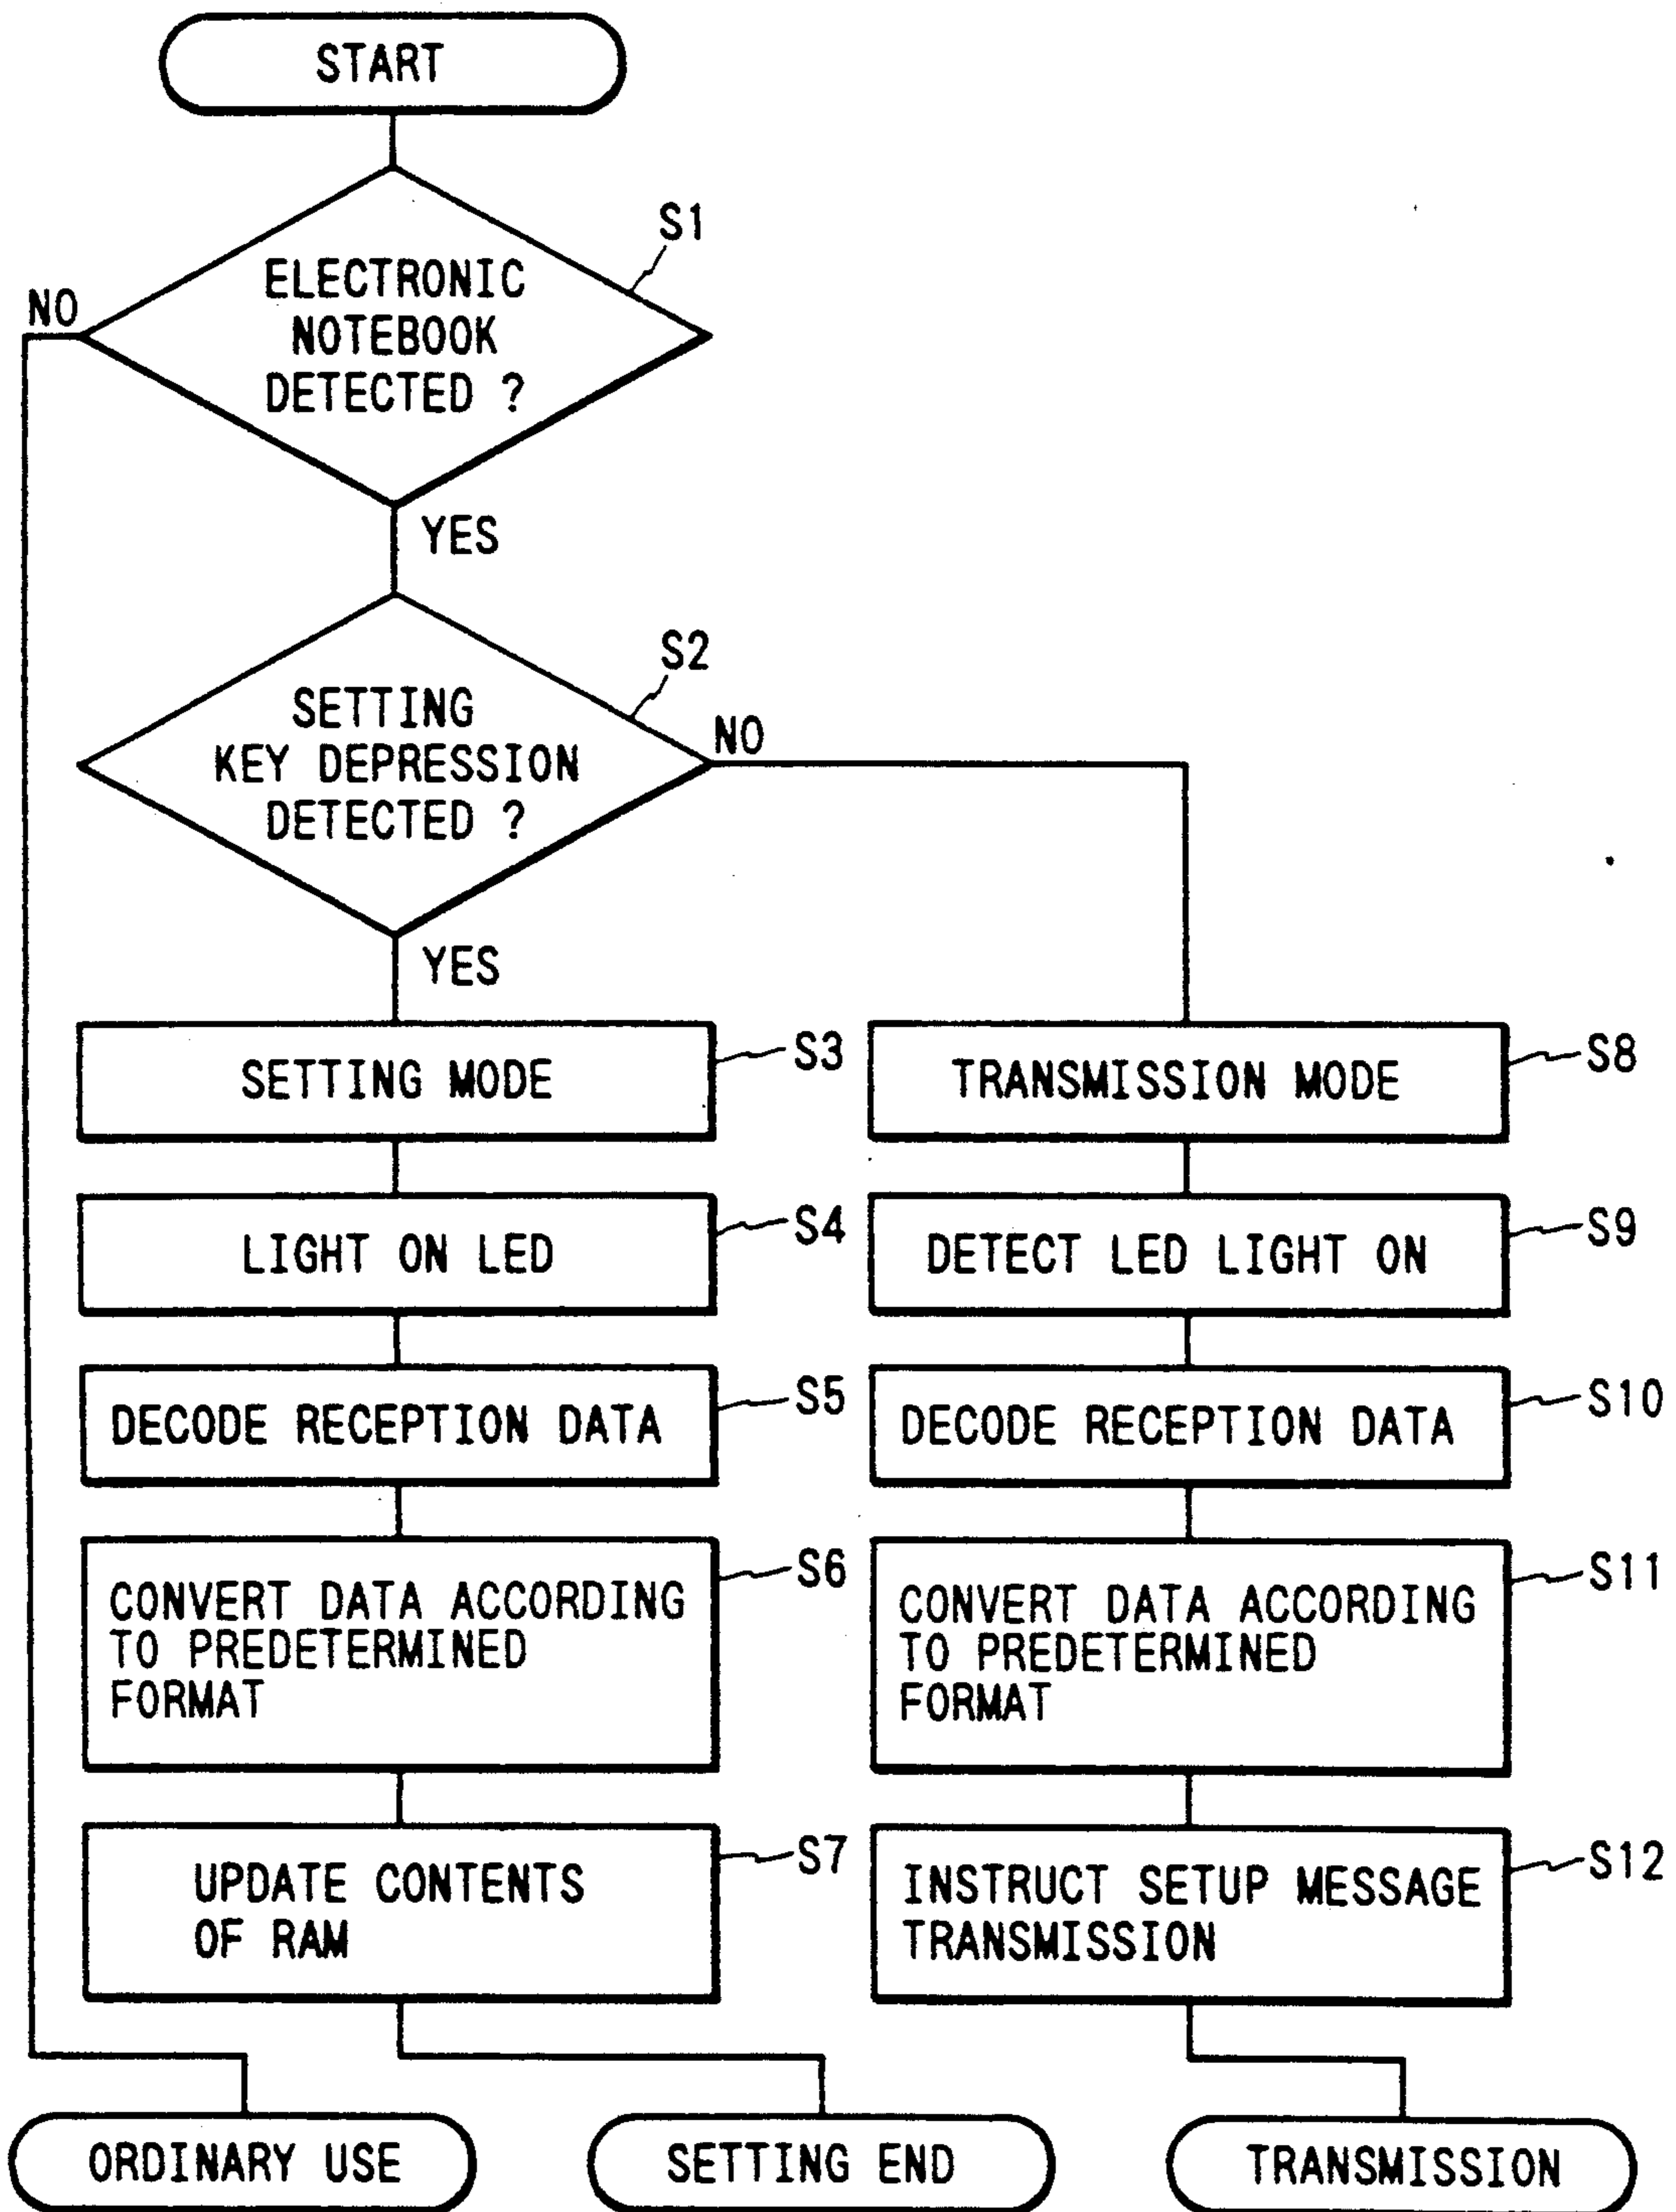 START
S1
ELECTRONIC
NOTEBOOK
DETECTED ?
NO
YES
S2
SETTING
KEY DEPRESSION
DETECTED ?
NO
YES
SETTING MODE
S3
LIGHT ON LED
S4
DECODE RECEPTION DATA
S5
CONVERT DATA ACCORDING
TO PREDETERMINED
FORMAT
S6
UPDATE CONTENTS
OF RAM
S7
TRANSMISSION MODE
S8
DETECT LED LIGHT ON
S9
DECODE RECEPTION DATA
S10
CONVERT DATA ACCORDING
TO PREDETERMINED
FORMAT
S11
INSTRUCT SETUP MESSAGE
TRANSMISSION
S12
ORDINARY USE
SETTING END
TRANSMISSION